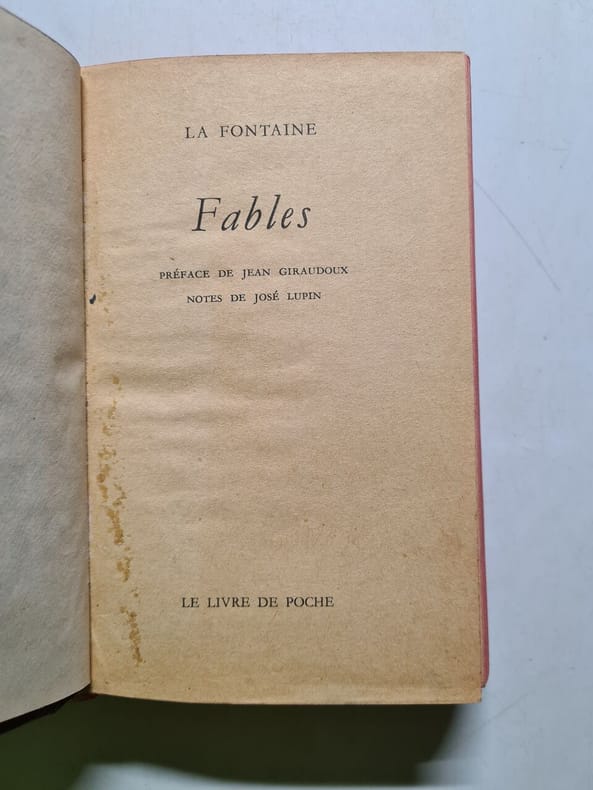 LA FONTAINE
Fables
PRÉFACE DE JEAN GIRAUDOUX
NOTES DE JOSÉ LUPIN
LE LIVRE DE POCHE